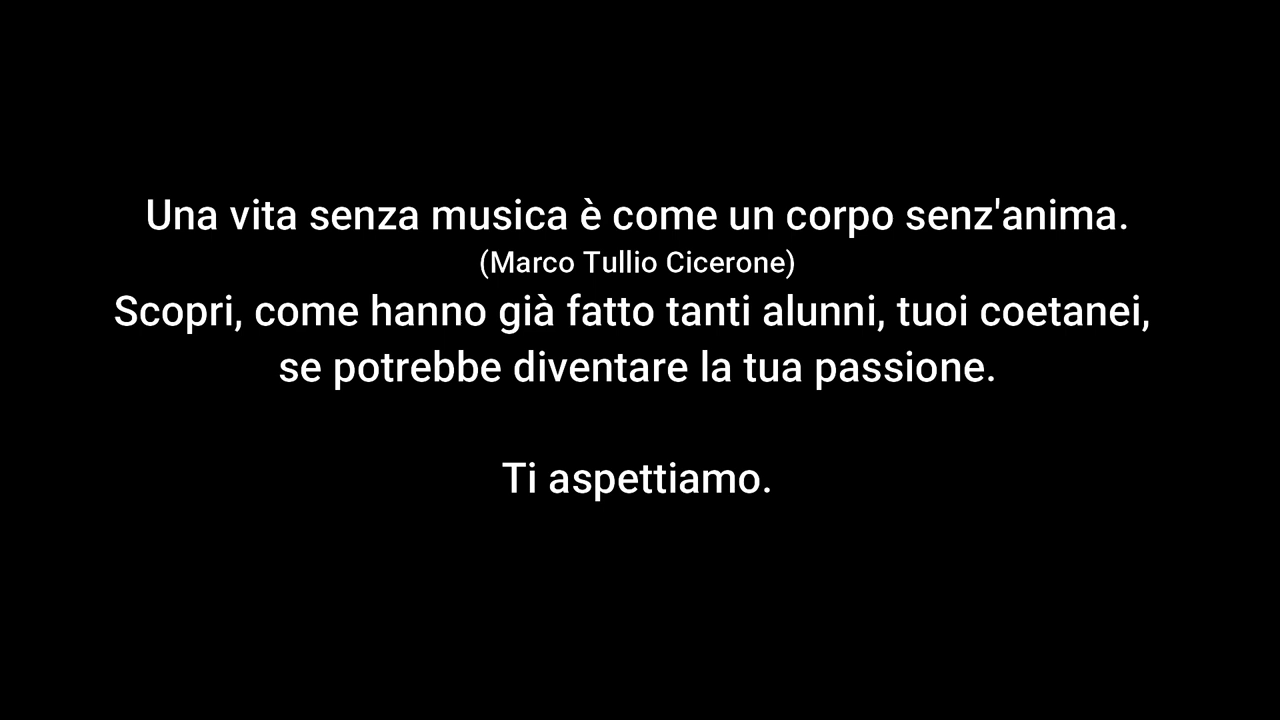 Una vita senza musica è come un corpo senz'anima.
(Marco Tullio Cicerone)
Scopri, come hanno già fatto tanti alunni, tuoi coetanei,
se potrebbe diventare la tua passione.
Ti aspettiamo.